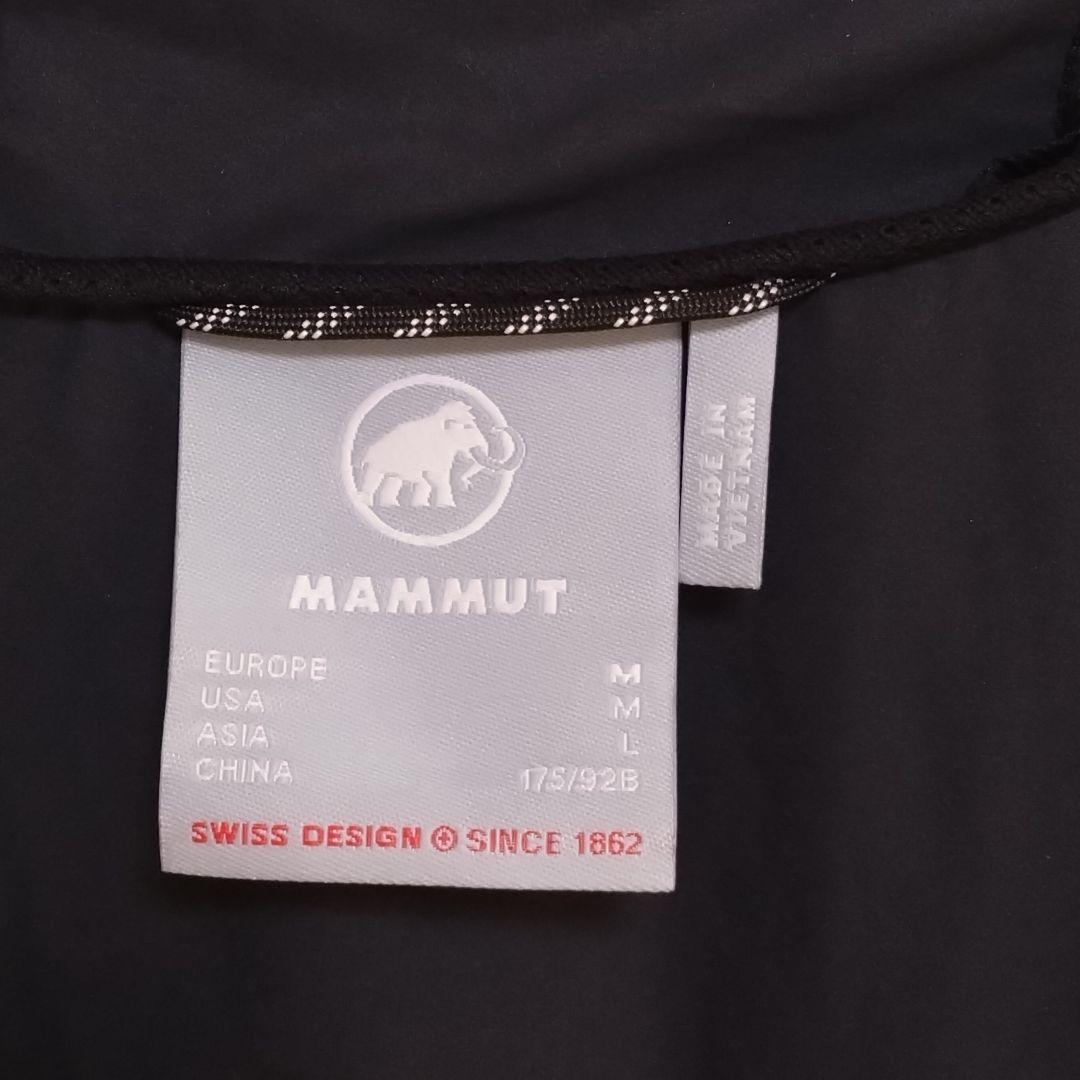 MAMMUT
EUROPE M
USA M
ASIA L
CHINA 175/92B
SWISS DESIGN SINCE 1862
MADE IN
VIETNAM